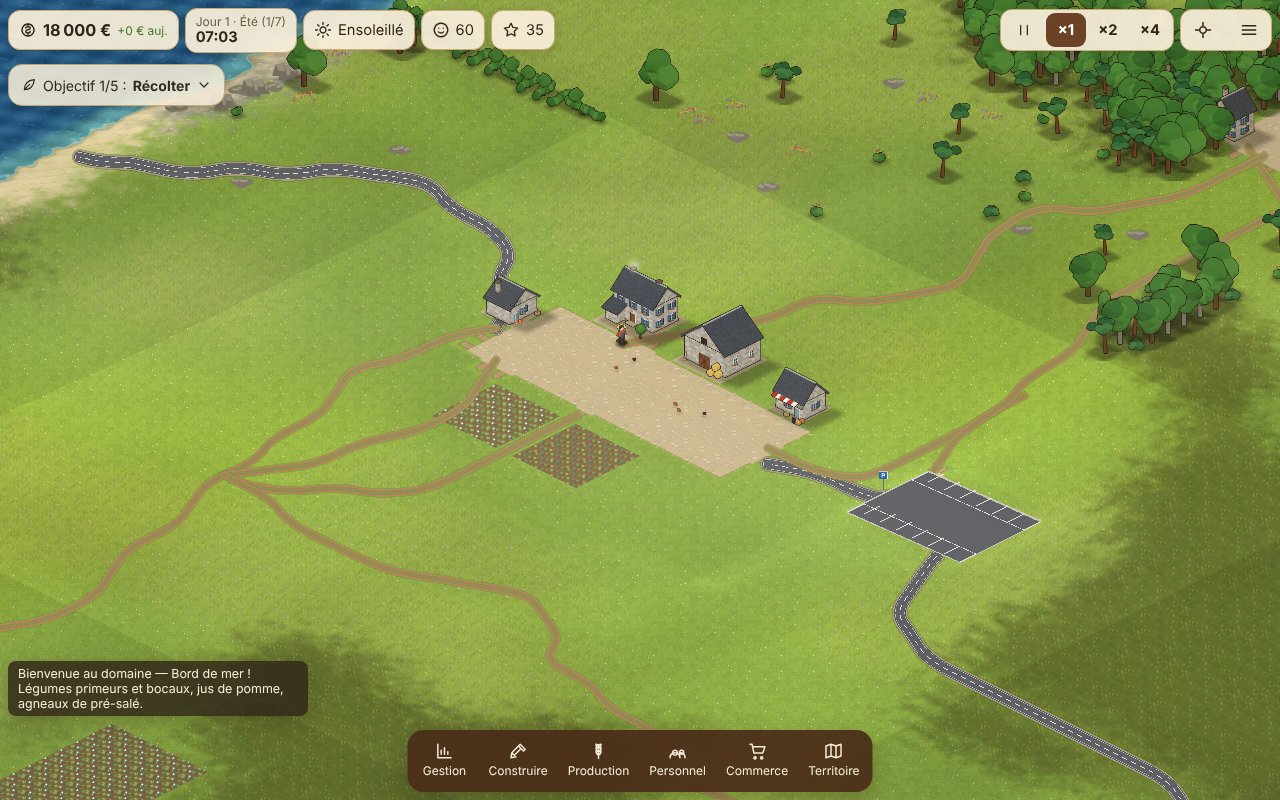 18 000 € +0 € auj.
Jour 1 · Été (1/7)
07:03
Ensoleillé
60
35
×1
×2
×4
Objectif 1/5 : Récolter
P
Bienvenue au domaine — Bord de mer !
Légumes primeurs et bocaux, jus de pomme,
agneaux de pré-salé.
Gestion
Construire
Production
Personnel
Commerce
Territoire